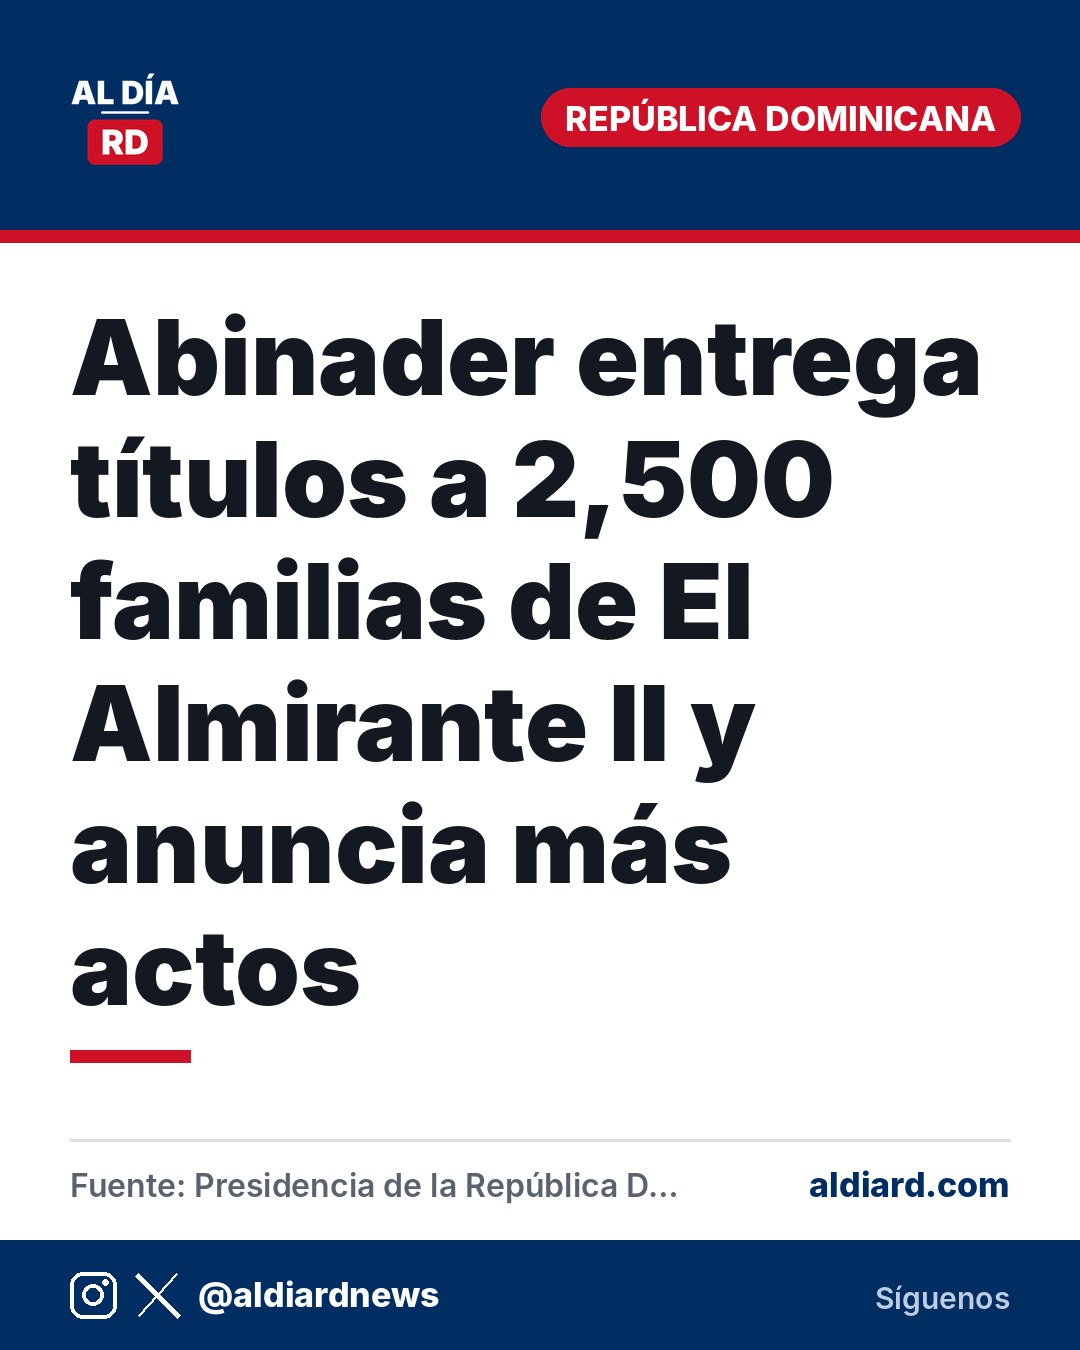 AL DÍA
RD
REPÚBLICA DOMINICANA
Abinader entrega
títulos a 2,500
familias de El
Almirante II y
anuncia más
actos
Fuente: Presidencia de la República D...
aldiard.com
@aldiardnews
Síguenos